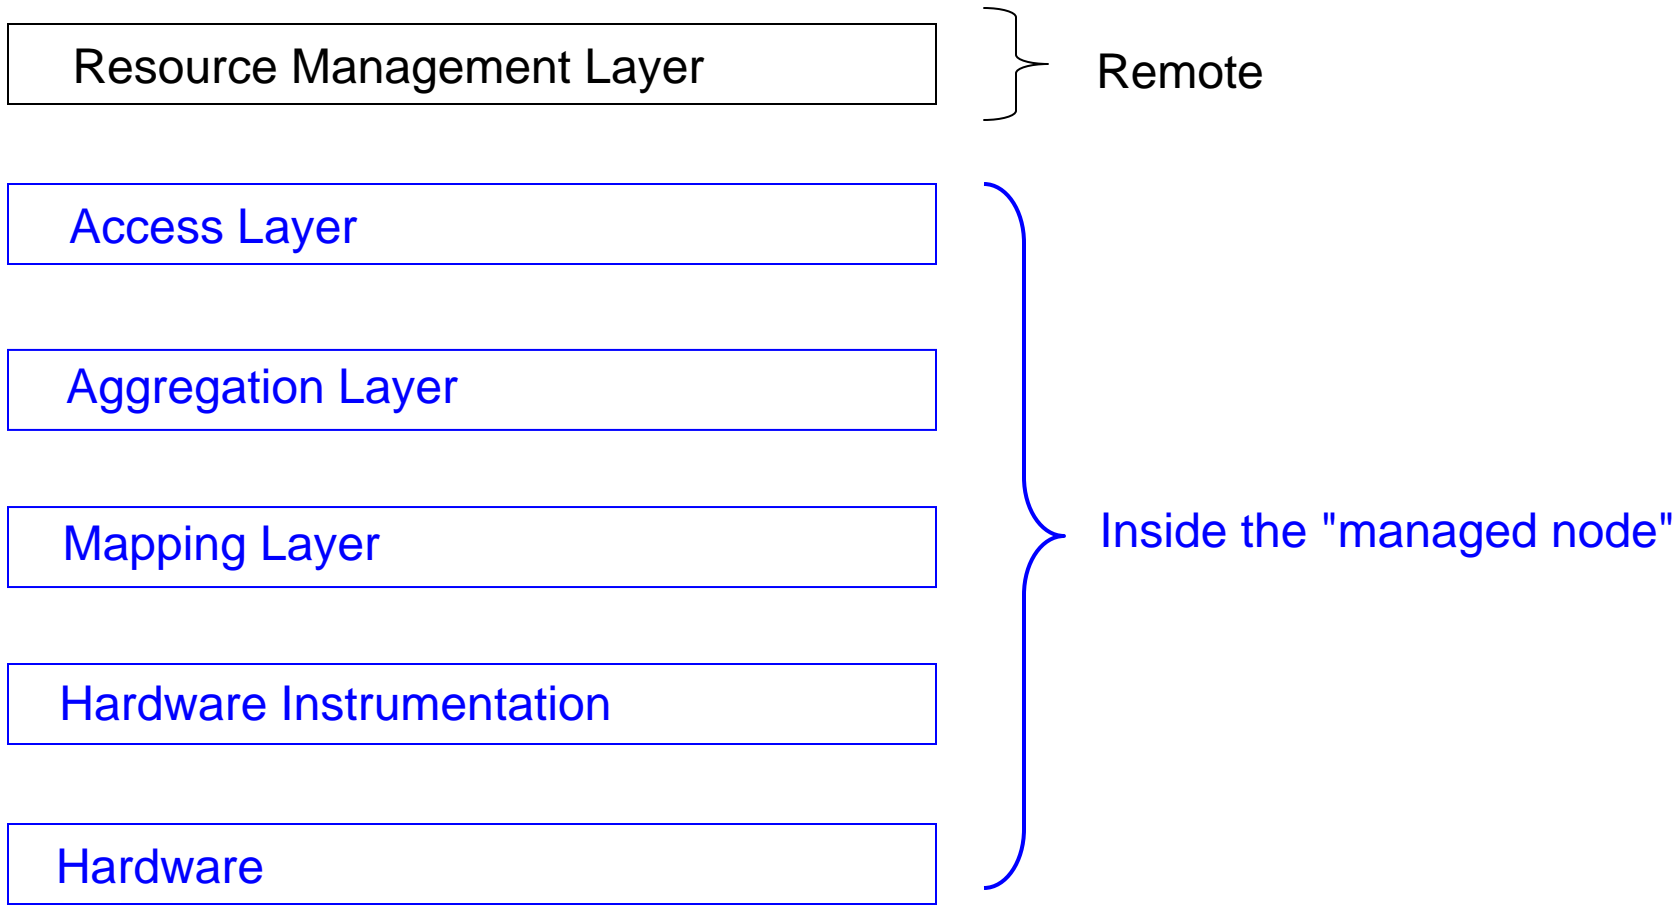 Resource Management Layer
Remote
Access Layer
Aggregation Layer
Mapping Layer
Inside the "managed node"
Hardware Instrumentation
Hardware